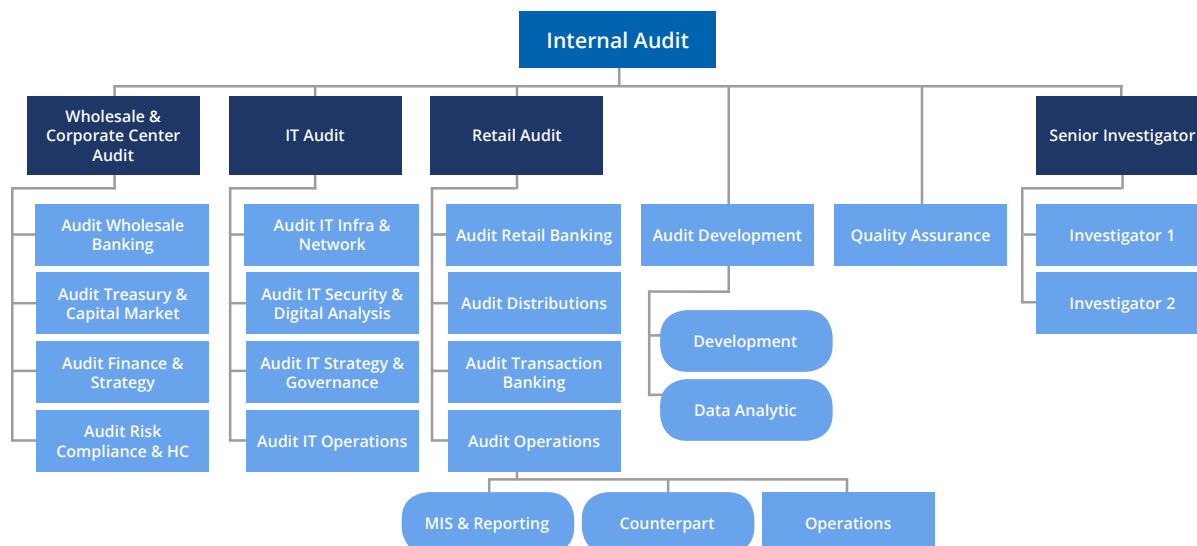 Internal Audit
Wholesale &
Corporate Center
Audit
IT Audit
Retail Audit
Senior Investigator
Audit Wholesale
Banking
Audit IT Infra &
Network
Audit Retail Banking
Audit Development
Quality Assurance
Investigator 1
Audit Treasury &
Capital Market
Audit IT Security &
Digital Analysis
Audit Distributions
Investigator 2
Development
Audit Finance &
Strategy
Audit IT Strategy &
Governance
Audit Transaction
Banking
Data Analytic
Audit Risk
Compliance & HC
Audit IT Operations
Audit Operations
MIS & Reporting
Counterpart
Operations